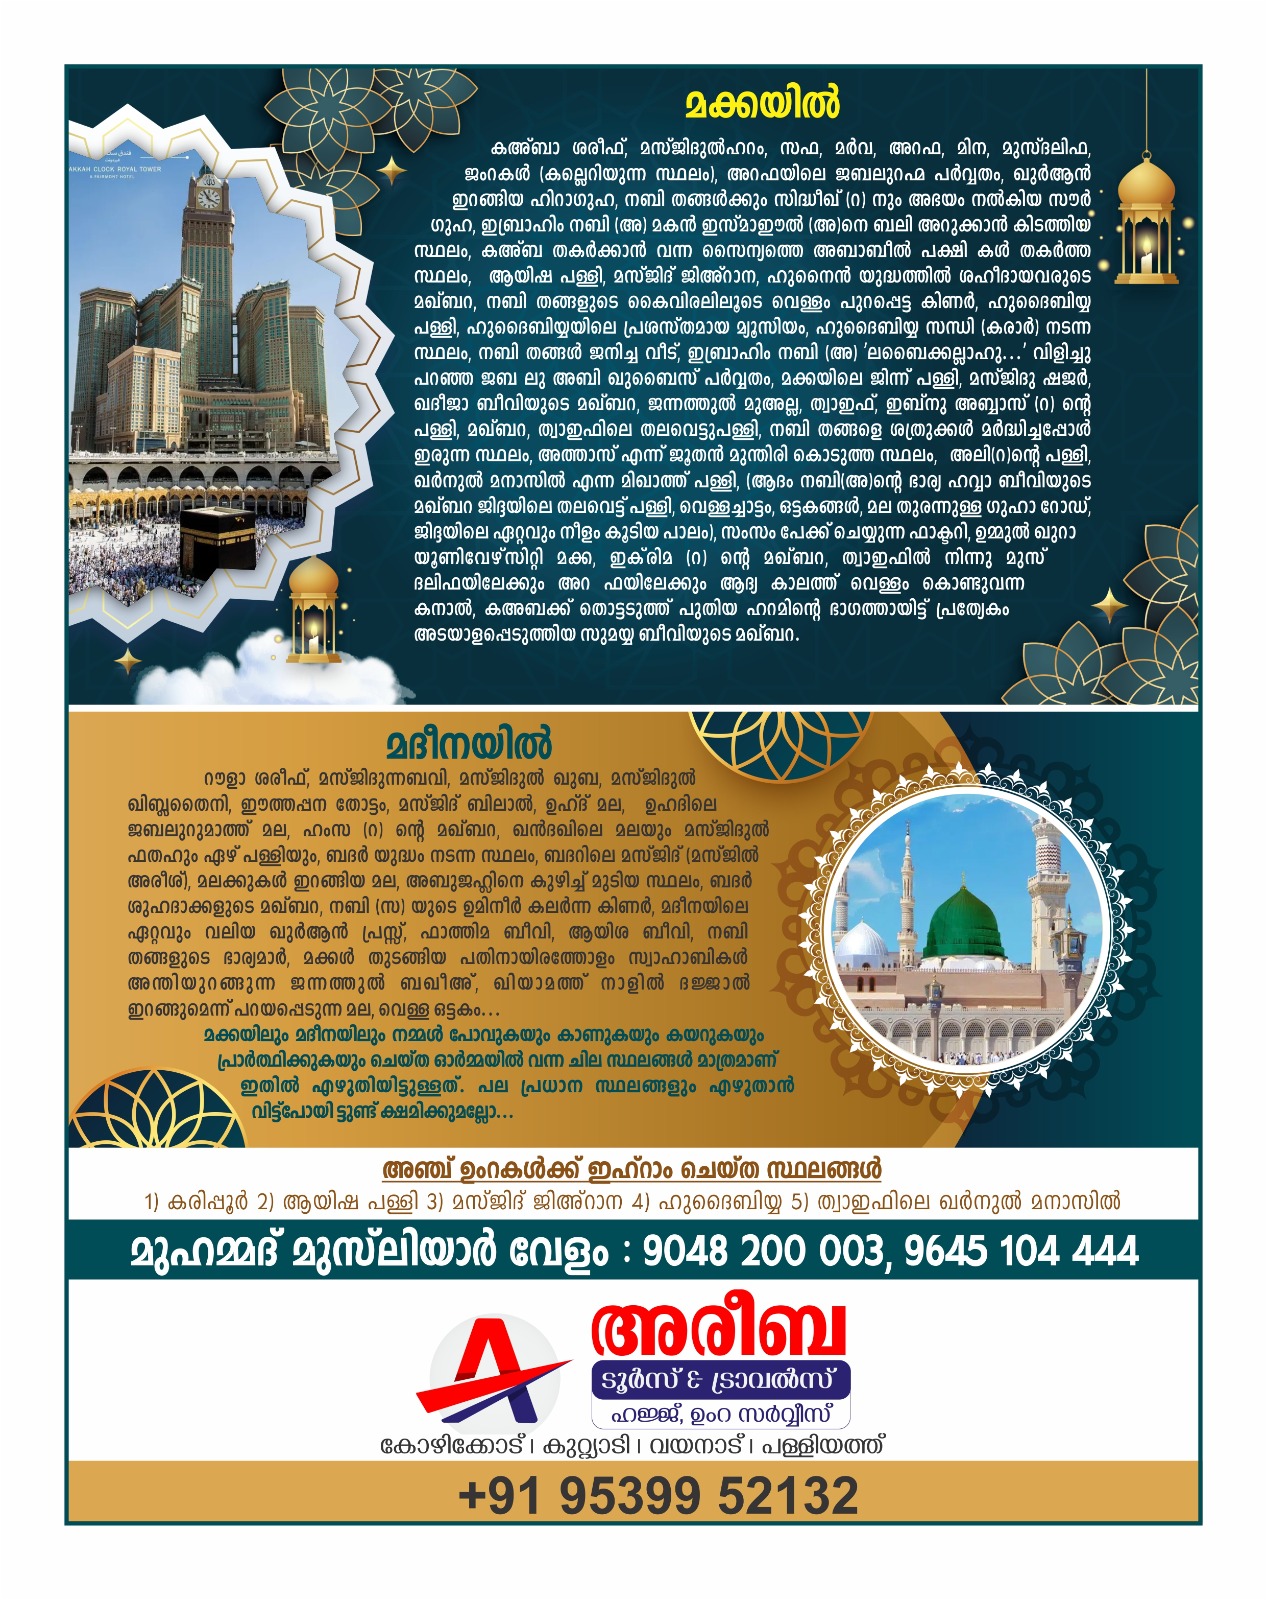 മക്കയിൽ
കഅ്ബാ ശരീഫ്, മസ്ജിദുൽഹറം, സഫ, മർവ, അറഫ, മിന, മുസ്ദലിഫ,
ജംറകൾ (കല്ലെറിയുന്ന സ്ഥലം), അറഫയിലെ ജബലുറഹ്മ പർവ്വതം, ഖുർആൻ
ഇറങ്ങിയ ഹിറാഗുഹ, നബി തങ്ങൾക്കും സിദ്ധീഖ് (റ) നും അഭയം നൽകിയ സൗർ
ഗുഹ, ഇബ്രാഹിം നബി (അ) മകൻ ഇസ്മാഈൽ (അ)നെ ബലി അറുക്കാൻ കിടത്തിയ
സ്ഥലം, കഅ്ബ തകർക്കാൻ വന്ന സൈന്യത്തെ അബാബീൽ പക്ഷി കൾ തകർത്ത
സ്ഥലം, ആയിഷ പള്ളി, മസ്ജിദ് ജിഅ്റാന, ഹുനൈൻ യുദ്ധത്തിൽ ശഹീദായവരുടെ
മഖ്ബറ, നബി തങ്ങളുടെ കൈവിരലിലൂടെ വെള്ളം പുറപ്പെട്ട കിണർ, ഹുദൈബിയ്യ
പള്ളി, ഹുദൈബിയ്യയിലെ പ്രശസ്തമായ മ്യൂസിയം, ഹുദൈബിയ്യ സന്ധി (കരാർ) നടന്ന
സ്ഥലം, നബി തങ്ങൾ ജനിച്ച വീട്, ഇബ്രാഹിം നബി (അ) 'ലബൈക്കല്ലാഹു...' വിളിച്ചു
പറഞ്ഞ ജബ ലു അബി ഖുബൈസ് പർവ്വതം, മക്കയിലെ ജിന്ന് പള്ളി, മസ്ജിദു ഷജർ,
ഖദീജാ ബീവിയുടെ മഖ്ബറ, ജന്നത്തുൽ മുഅല്ല, ത്വാഇഫ്, ഇബ്നു അബ്ബാസ് (റ) ന്റെ
പള്ളി, മഖ്ബറ, ത്വാഇഫിലെ തലവെട്ടുപള്ളി, നബി തങ്ങളെ ശത്രുക്കൾ മർദ്ധിച്ചപ്പോൾ
ഇരുന്ന സ്ഥലം, അത്താസ് എന്ന് ജൂതൻ മുന്തിരി കൊടുത്ത സ്ഥലം, അലി(റ)ന്റെ പള്ളി,
ഖർനുൽ മനാസിൽ എന്ന മിഖാത്ത് പള്ളി, (ആദം നബി(അ)ന്റെ ഭാര്യ ഹവ്വാ ബീവിയുടെ
മഖ്ബറ ജിദ്ദയിലെ തലവെട്ട് പള്ളി, വെള്ളച്ചാട്ടം, ഒട്ടകങ്ങൾ, മല തുരന്നുള്ള ഗുഹാ റോഡ്,
ജിദ്ദയിലെ ഏറ്റവും നീളം കൂടിയ പാലം), സംസം പേക്ക് ചെയ്യുന്ന ഫാക്ടറി, ഉമ്മുൽ ഖുറാ
യൂണിവേഴ്സിറ്റി മക്ക, ഇക്‌രിമ (റ) ന്റെ മഖ്ബറ, ത്വാഇഫിൽ നിന്നു മുസ്
ദലിഫയിലേക്കും അറ ഫയിലേക്കും ആദ്യ കാലത്ത് വെള്ളം കൊണ്ടുവന്ന
കനാൽ, കഅബക്ക് തൊട്ടടുത്ത് പുതിയ ഹറമിന്റെ ഭാഗത്തായിട്ട് പ്രത്യേകം
അടയാളപ്പെടുത്തിയ സുമയ്യ ബീവിയുടെ മഖ്ബറ.
MAKKAH CLOCK ROYAL TOWER
A FAIRMONT HOTEL
മദീനയിൽ
റൗളാ ശരീഫ്, മസ്ജിദുന്നബവി, മസ്ജിദുൽ ഖുബ, മസ്ജിദുൽ
ഖിബ്ലതൈനി, ഈത്തപ്പന തോട്ടം, മസ്ജിദ് ബിലാൽ, ഉഹ്ദ് മല, ഉഹദിലെ
ജബലുറുമാത്ത് മല, ഹംസ (റ) ന്റെ മഖ്ബറ, ഖൻദഖിലെ മലയും മസ്ജിദുൽ
ഫതഹും ഏഴ് പള്ളിയും, ബദർ യുദ്ധം നടന്ന സ്ഥലം, ബദറിലെ മസ്ജിദ് (മസ്ജിൽ
അരീശ്), മലക്കുകൾ ഇറങ്ങിയ മല, അബുജഹ്ലിനെ കുഴിച്ച് മുടിയ സ്ഥലം, ബദർ
ശുഹദാക്കളുടെ മഖ്ബറ, നബി (സ) യുടെ ഉമിനീർ കലർന്ന കിണർ, മദീനയിലെ
ഏറ്റവും വലിയ ഖുർആൻ പ്രസ്സ്, ഫാത്തിമ ബീവി, ആയിശ ബീവി, നബി
തങ്ങളുടെ ഭാര്യമാർ, മക്കൾ തുടങ്ങിയ പതിനായിരത്തോളം സ്വാഹാബികൾ
അന്തിയുറങ്ങുന്ന ജന്നത്തുൽ ബഖീഅ്, ഖിയാമത്ത് നാളിൽ ദജ്ജാൽ
ഇറങ്ങുമെന്ന് പറയപ്പെടുന്ന മല, വെള്ള ഒട്ടകം...
മക്കയിലും മദീനയിലും നമ്മൾ പോവുകയും കാണുകയും കയറുകയും
പ്രാർത്ഥിക്കുകയും ചെയ്ത ഓർമ്മയിൽ വന്ന ചില സ്ഥലങ്ങൾ മാത്രമാണ്
ഇതിൽ എഴുതിയിട്ടുള്ളത്. പല പ്രധാന സ്ഥലങ്ങളും എഴുതാൻ
വിട്ട്പോയി ട്ടുണ്ട് ക്ഷമിക്കുമല്ലോ...
അഞ്ച് ഉംറകൾക്ക് ഇഹ്റാം ചെയ്ത സ്ഥലങ്ങൾ
1) കരിപ്പൂർ 2) ആയിഷ പള്ളി 3) മസ്ജിദ് ജിഅ്റാന 4) ഹുദൈബിയ്യ 5) ത്വാഇഫിലെ ഖർനുൽ മനാസിൽ
മുഹമ്മദ് മുസ്‌ലിയാർ വേളം : 9048 200 003, 9645 104 444
അരീബ
ടൂർസ് & ട്രാവൽസ്
ഹജ്ജ്, ഉംറ സർവ്വീസ്
കോഴിക്കോട് | കുറ്റ്യാടി | വയനാട് | പള്ളിയത്ത്
+91 95399 52132